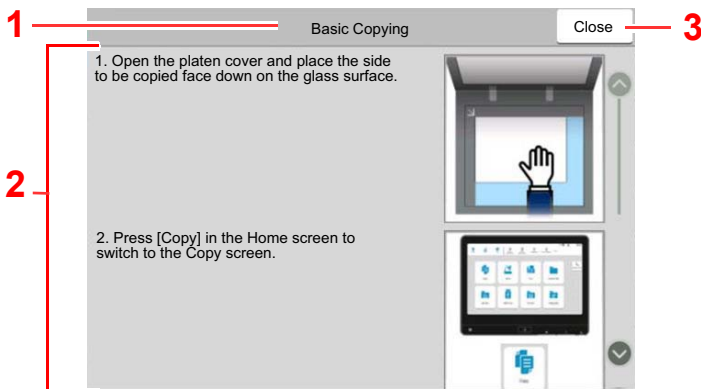 1
Basic Copying
Close
3
1. Open the platen cover and place the side
to be copied face down on the glass surface.
2
2. Press [Copy] in the Home screen to
switch to the Copy screen.